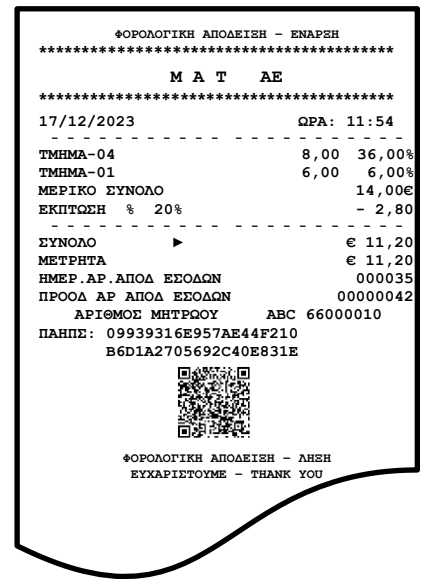 ΦΟΡΟΛΟΓΙΚΗ ΑΠΟΔΕΙΞΗ – ΕΝΑΡΞΗ
******************************************
Μ Α Τ ΑΕ
******************************************
17/12/2023 ΩΡΑ: 11:54
- - - - - - - - - - - - - - - - - - - - -
ΤΜΗΜΑ-04 8,00 36,00%
ΤΜΗΜΑ-01 6,00 6,00%
ΜΕΡΙΚΟ ΣΥΝΟΛΟ 14,00€
ΕΚΠΤΩΣΗ % 20% - 2,80
- - - - - - - - - - - - - - - - - - - - -
ΣΥΝΟΛΟ ► € 11,20
ΜΕΤΡΗΤΑ € 11,20
ΗΜΕΡ.ΑΡ.ΑΠΟΔ ΕΣΟΔΩΝ 000035
ΠΡΟΟΔ ΑΡ ΑΠΟΔ ΕΣΟΔΩΝ 00000042
ΑΡΙΘΜΟΣ ΜΗΤΡΩΟΥ ABC 66000010
ΠΑΗΠΣ: 09939316E957AE44F210
B6D1A2705692C40E831E
ΦΟΡΟΛΟΓΙΚΗ ΑΠΟΔΕΙΞΗ – ΛΗΞΗ
ΕΥΧΑΡΙΣΤΟΥΜΕ – THANK YOU